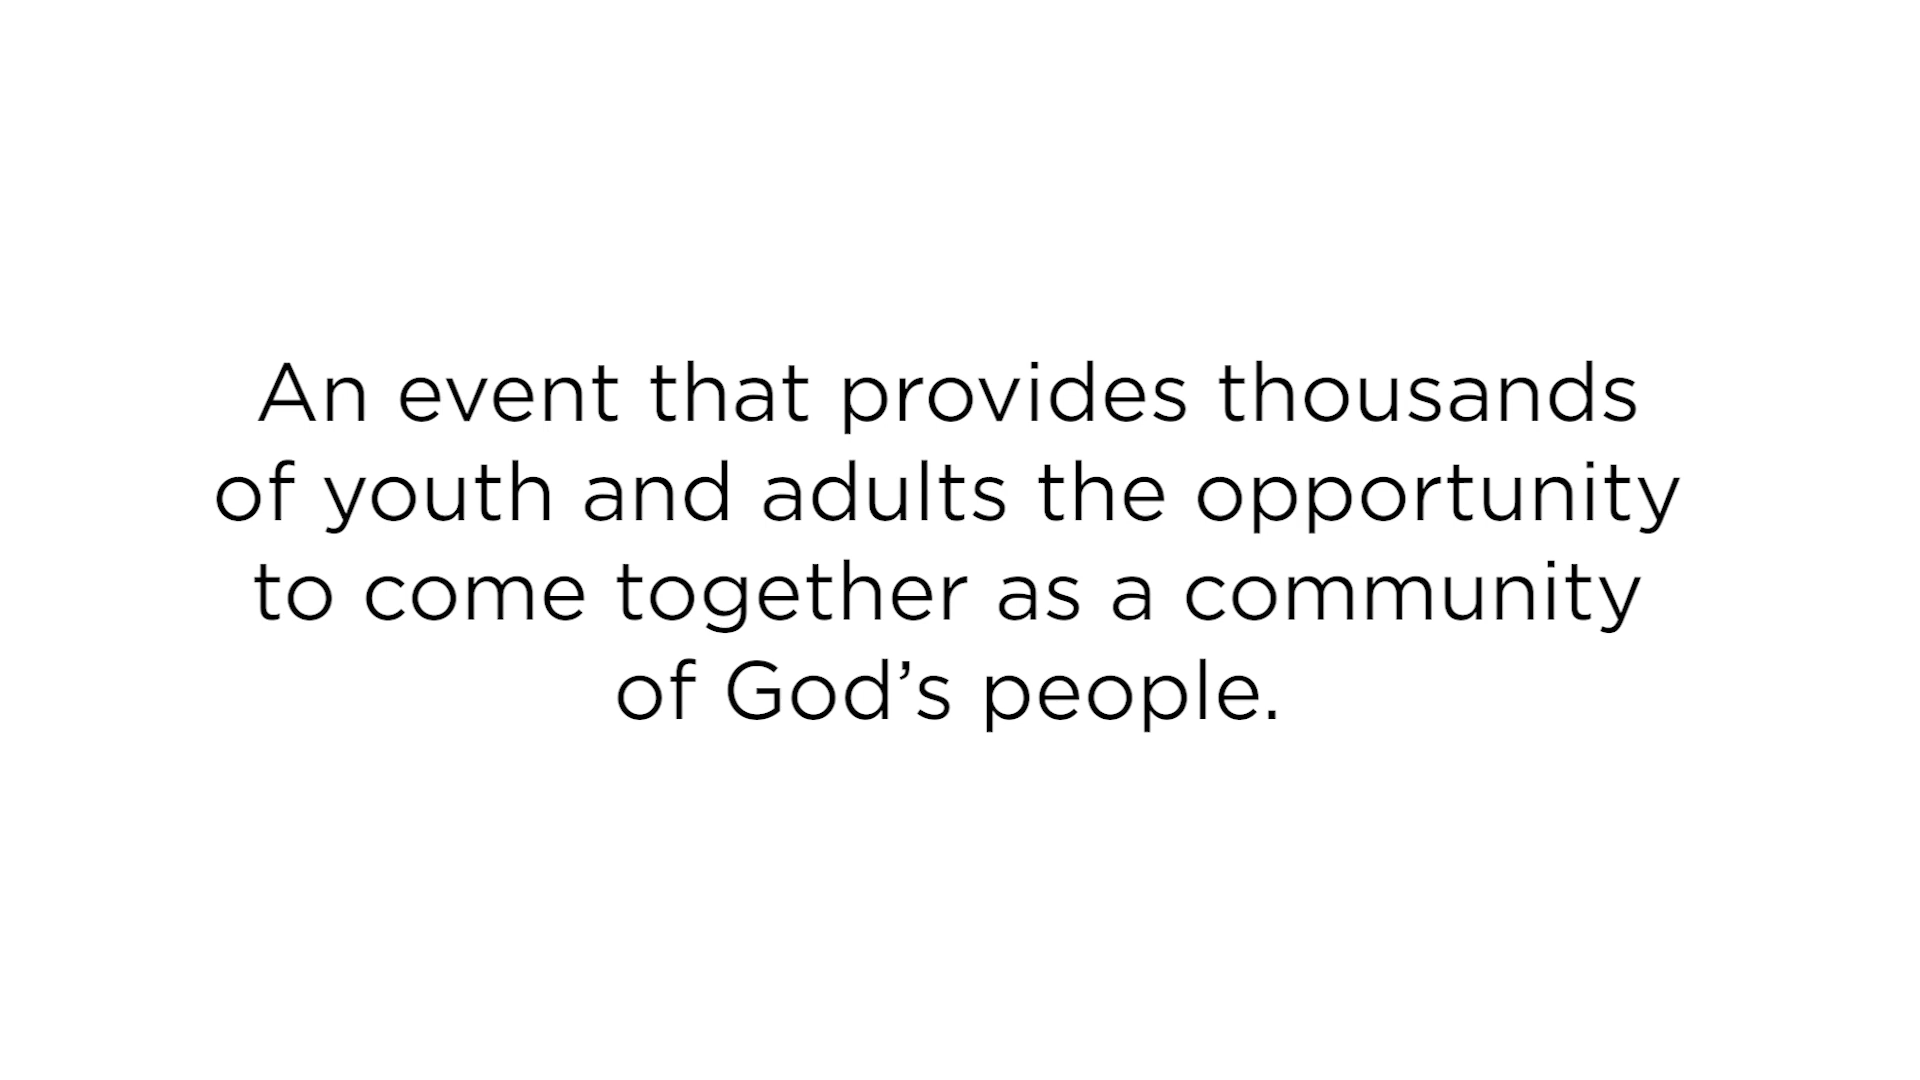 An event that provides thousands
of youth and adults the opportunity
to come together as a community
of God’s people.